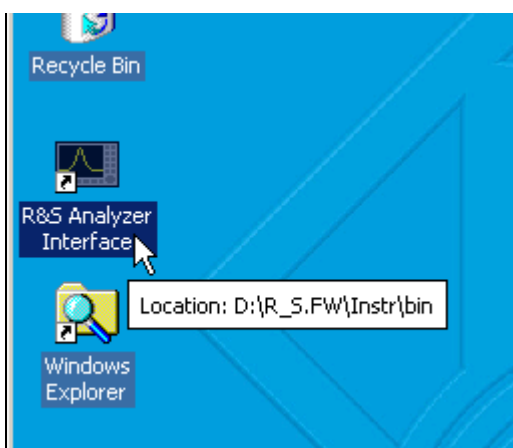 Recycle Bin
R&S Analyzer
Interface
Location: D:\R_S.FW\Instr\bin
Windows
Explorer